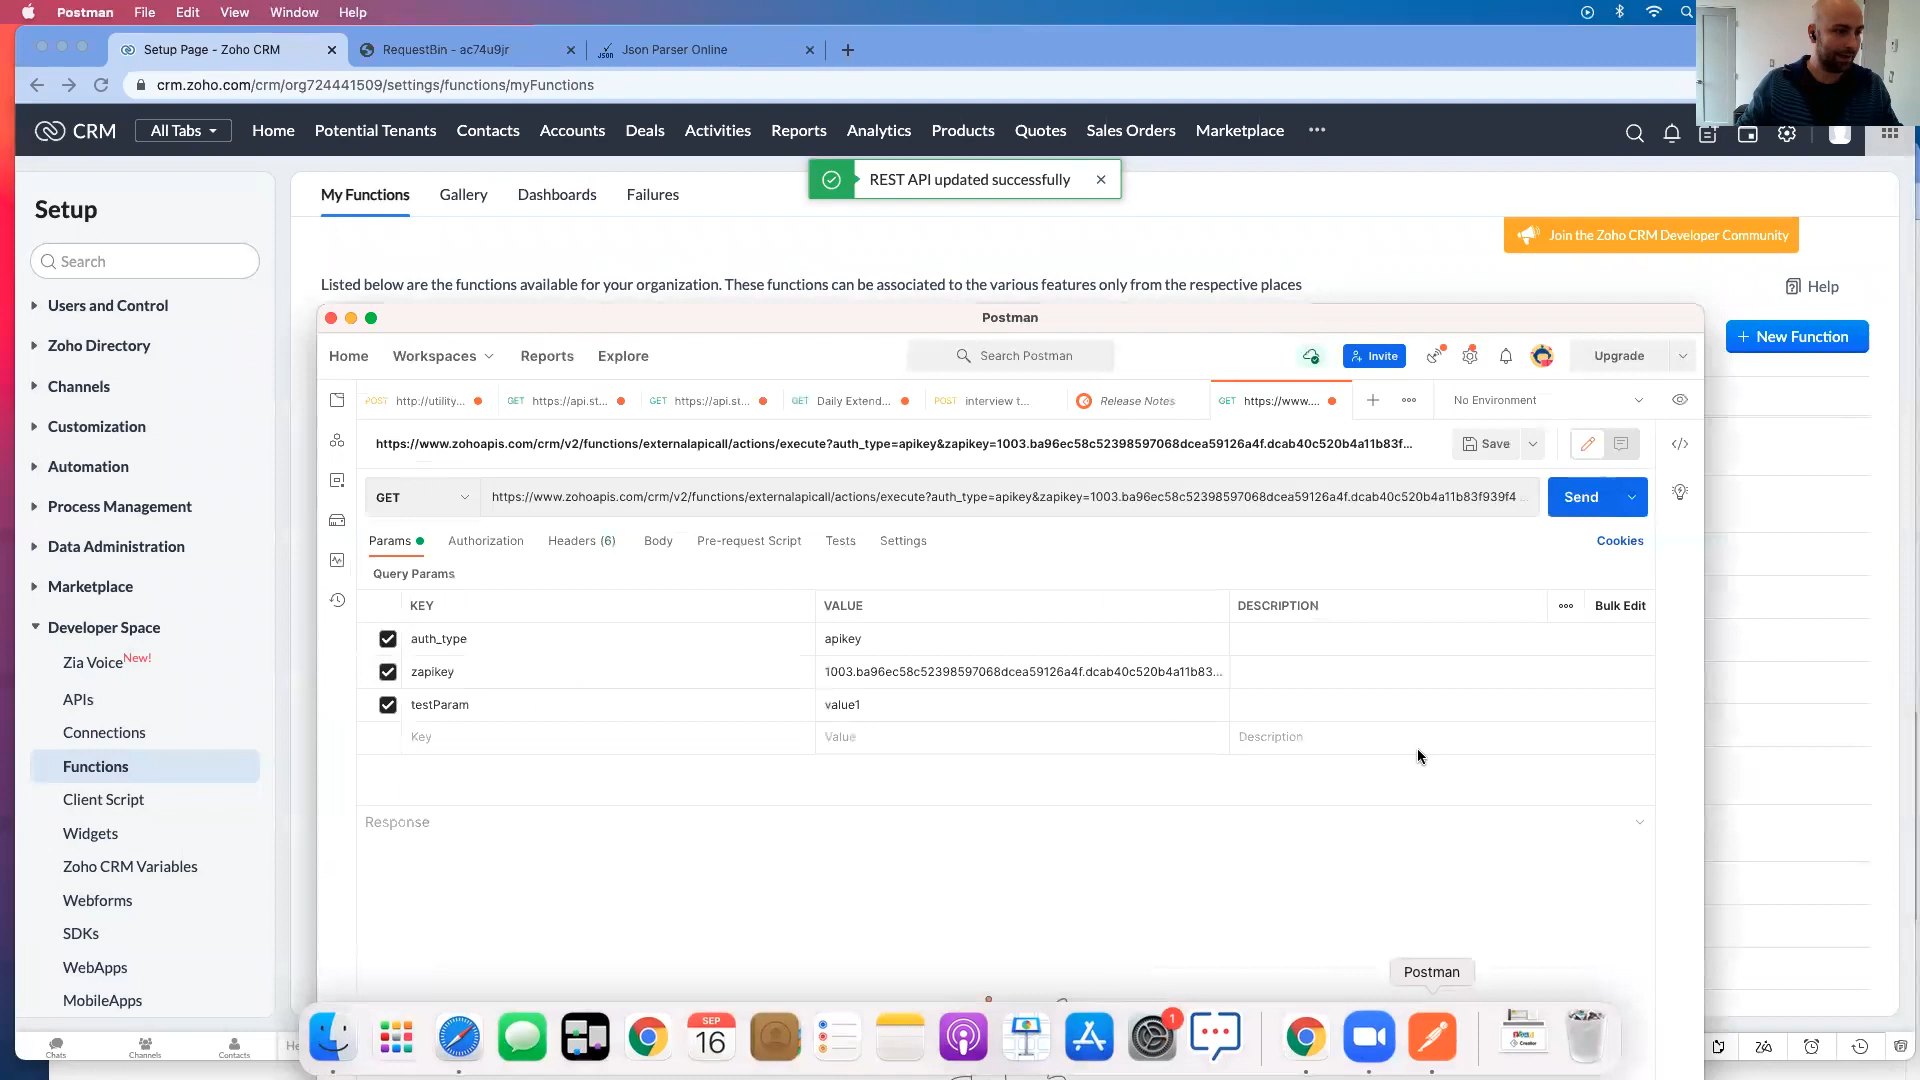 Postman File Edit View Window Help
Setup Page - Zoho CRM
RequestBin - ac74u9jr
Json Parser Online
crm.zoho.com/crm/org724441509/settings/functions/myFunctions
CRM All Tabs Home Potential Tenants Contacts Accounts Deals Activities Reports Analytics Products Quotes Sales Orders Marketplace
REST API updated successfully
Setup
Search
Users and Control
Zoho Directory
Channels
Customization
Automation
Process Management
Data Administration
Marketplace
Developer Space
Zia Voice New!
APIs
Connections
Functions
Client Script
Widgets
Zoho CRM Variables
Webforms
SDKs
WebApps
MobileApps
Chats Channels Contacts He
My Functions Gallery Dashboards Failures
Join the Zoho CRM Developer Community
Listed below are the functions available for your organization. These functions can be associated to the various features only from the respective places
Help
New Function
Postman
Home Workspaces Reports Explore
Search Postman
Invite
Upgrade
POST http://utility...
GET https://api.st...
GET https://api.st...
GET Daily Extend...
POST interview t...
Release Notes
GET https://www....
No Environment
https://www.zohoapis.com/crm/v2/functions/externalapicall/actions/execute?auth_type=apikey&zapikey=1003.ba96ec58c52398597068dcea59126a4f.dcab40c520b4a11b83f...
Save
GET
https://www.zohoapis.com/crm/v2/functions/externalapicall/actions/execute?auth_type=apikey&zapikey=1003.ba96ec58c52398597068dcea59126a4f.dcab40c520b4a11b83f939f4 ...
Send
Params Authorization Headers (6) Body Pre-request Script Tests Settings
Cookies
Query Params
KEY VALUE DESCRIPTION
Bulk Edit
auth_type apikey
zapikey 1003.ba96ec58c52398597068dcea59126a4f.dcab40c520b4a11b83...
testParam value1
Key Value Description
Response
Postman
SEP
16
1